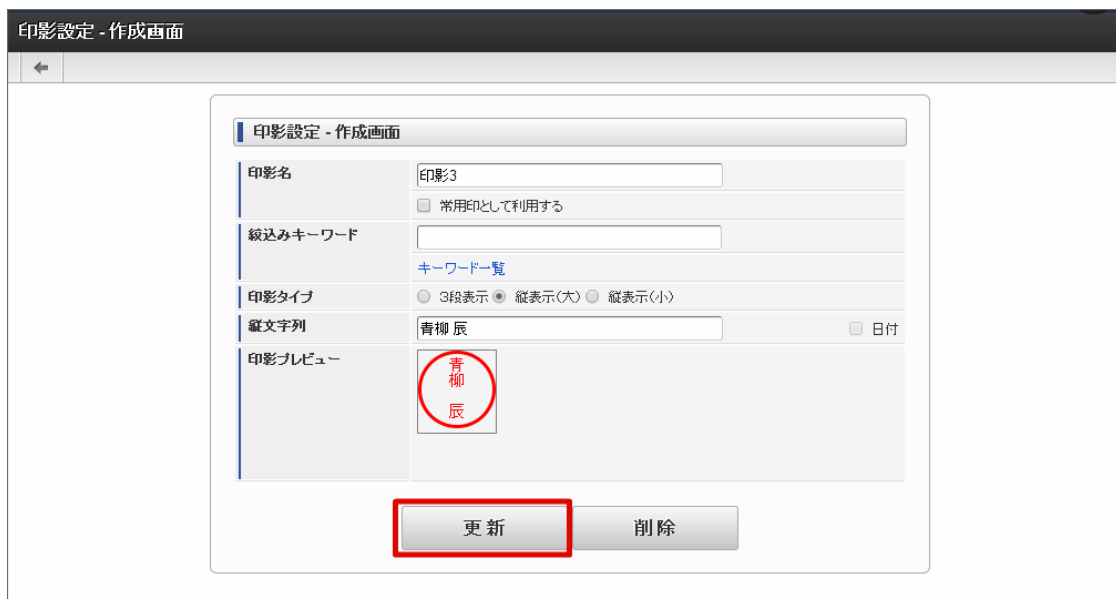 印影設定 - 作成画面
印影設定 - 作成画面
印影名
印影3
常用印として利用する
絞込みキーワード
キーワード一覧
印影タイプ
3段表示 縦表示(大) 縦表示(小)
縦文字列
青柳 辰
日付
印影プレビュー
青柳 辰
更新 削除